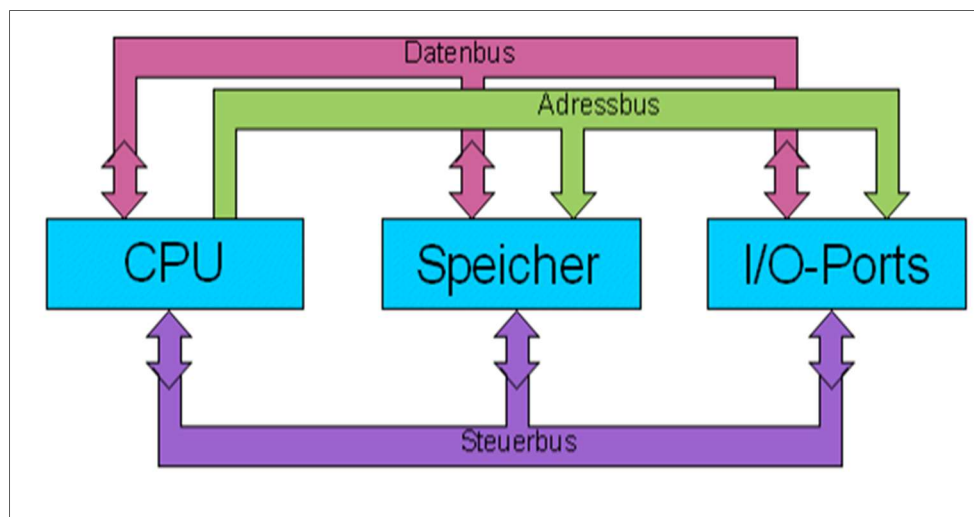 Datenbus
Adressbus
CPU
Speicher
I/O-Ports
Steuerbus